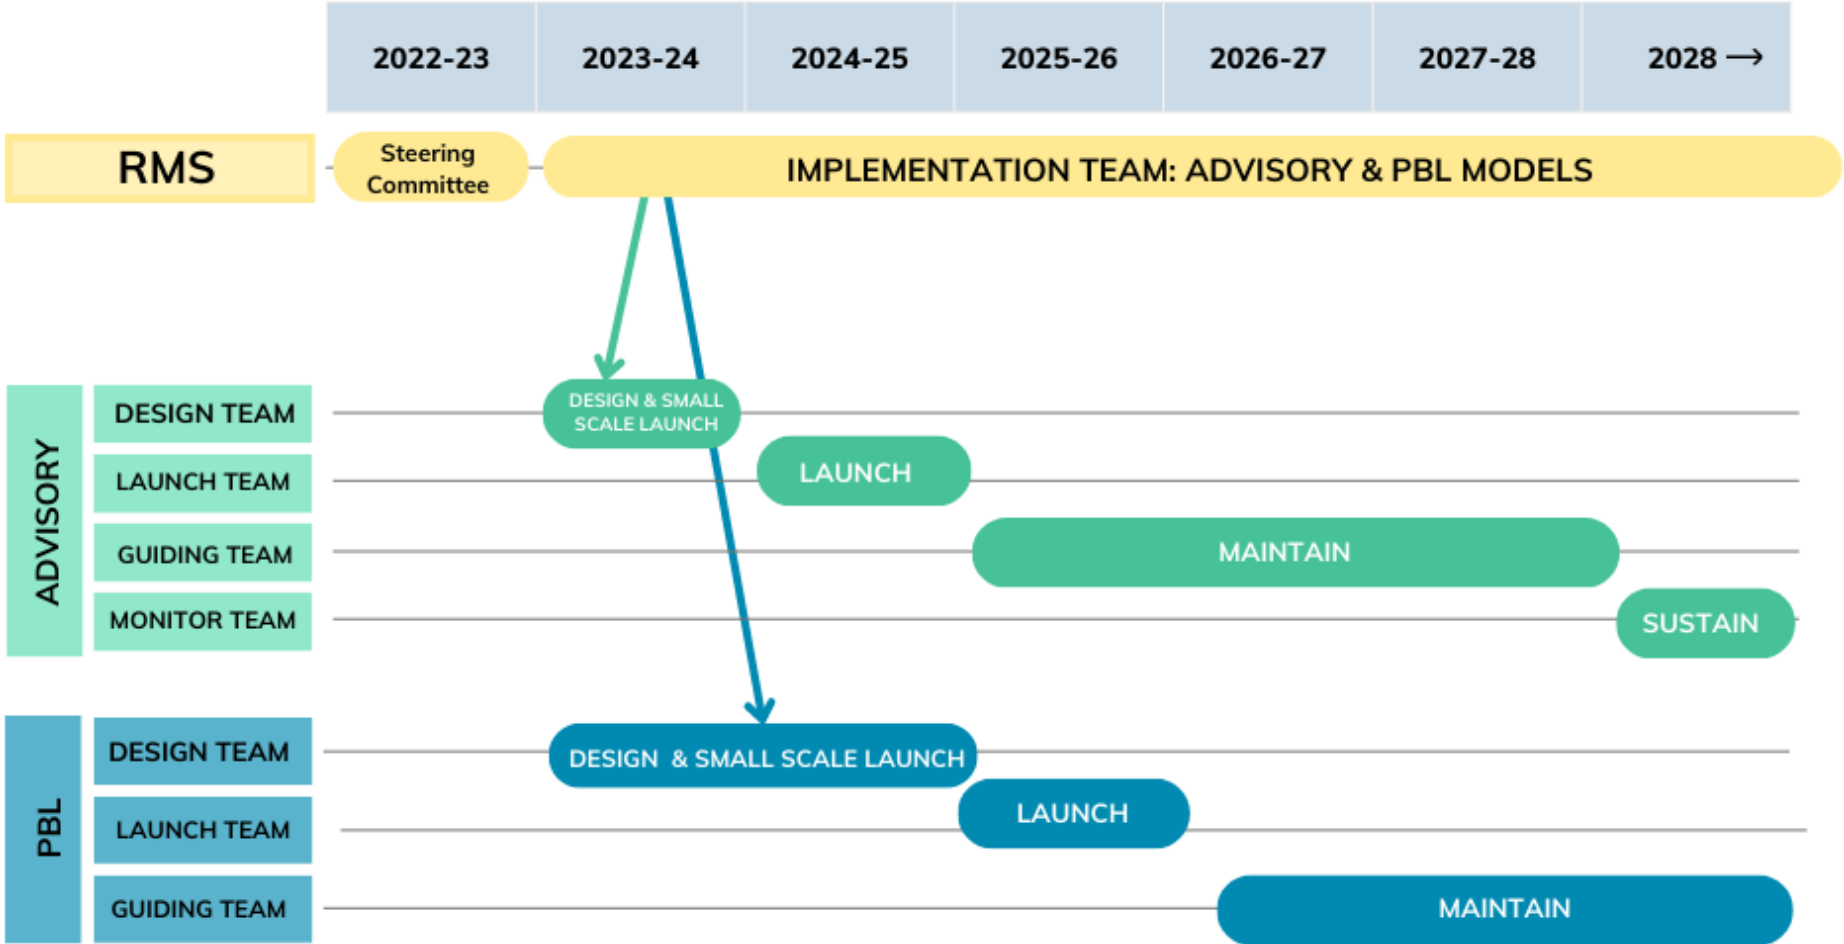 2022-23
2023-24
2024-25
2025-26
2026-27
2027-28
2028 →
RMS
Steering
Committee
IMPLEMENTATION TEAM: ADVISORY & PBL MODELS
ADVISORY
DESIGN TEAM
DESIGN & SMALL
SCALE LAUNCH
LAUNCH TEAM
LAUNCH
GUIDING TEAM
MAINTAIN
MONITOR TEAM
SUSTAIN
PBL
DESIGN TEAM
DESIGN & SMALL SCALE LAUNCH
LAUNCH TEAM
LAUNCH
GUIDING TEAM
MAINTAIN